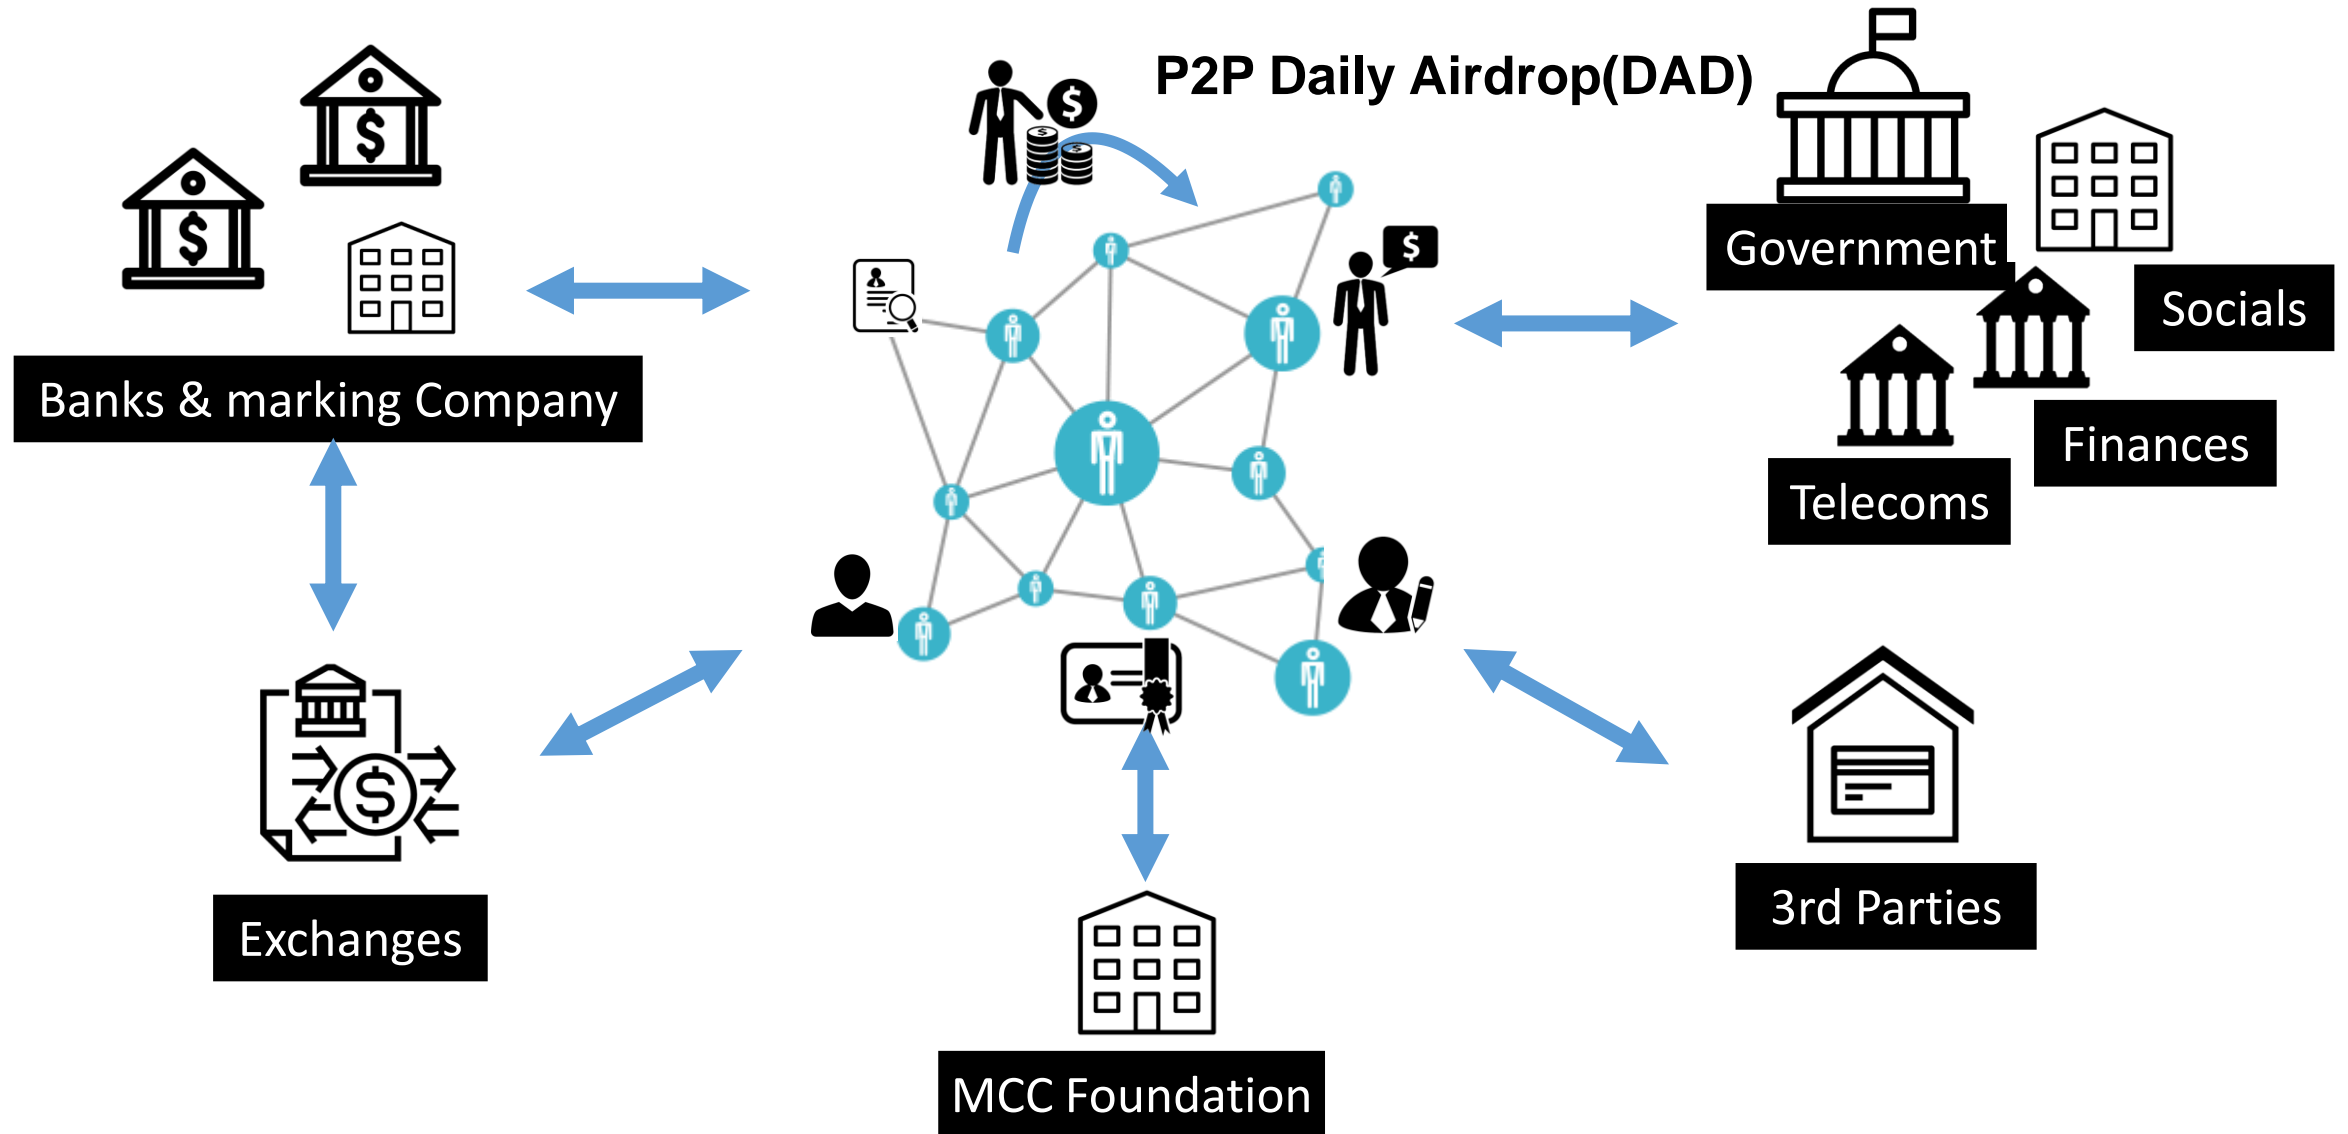 P2P Daily Airdrop(DAD)
$
$
$
$
$
$
$
Government
Socials
Banks & marking Company
Finances
Telecoms
$
Exchanges
3rd Parties
MCC Foundation